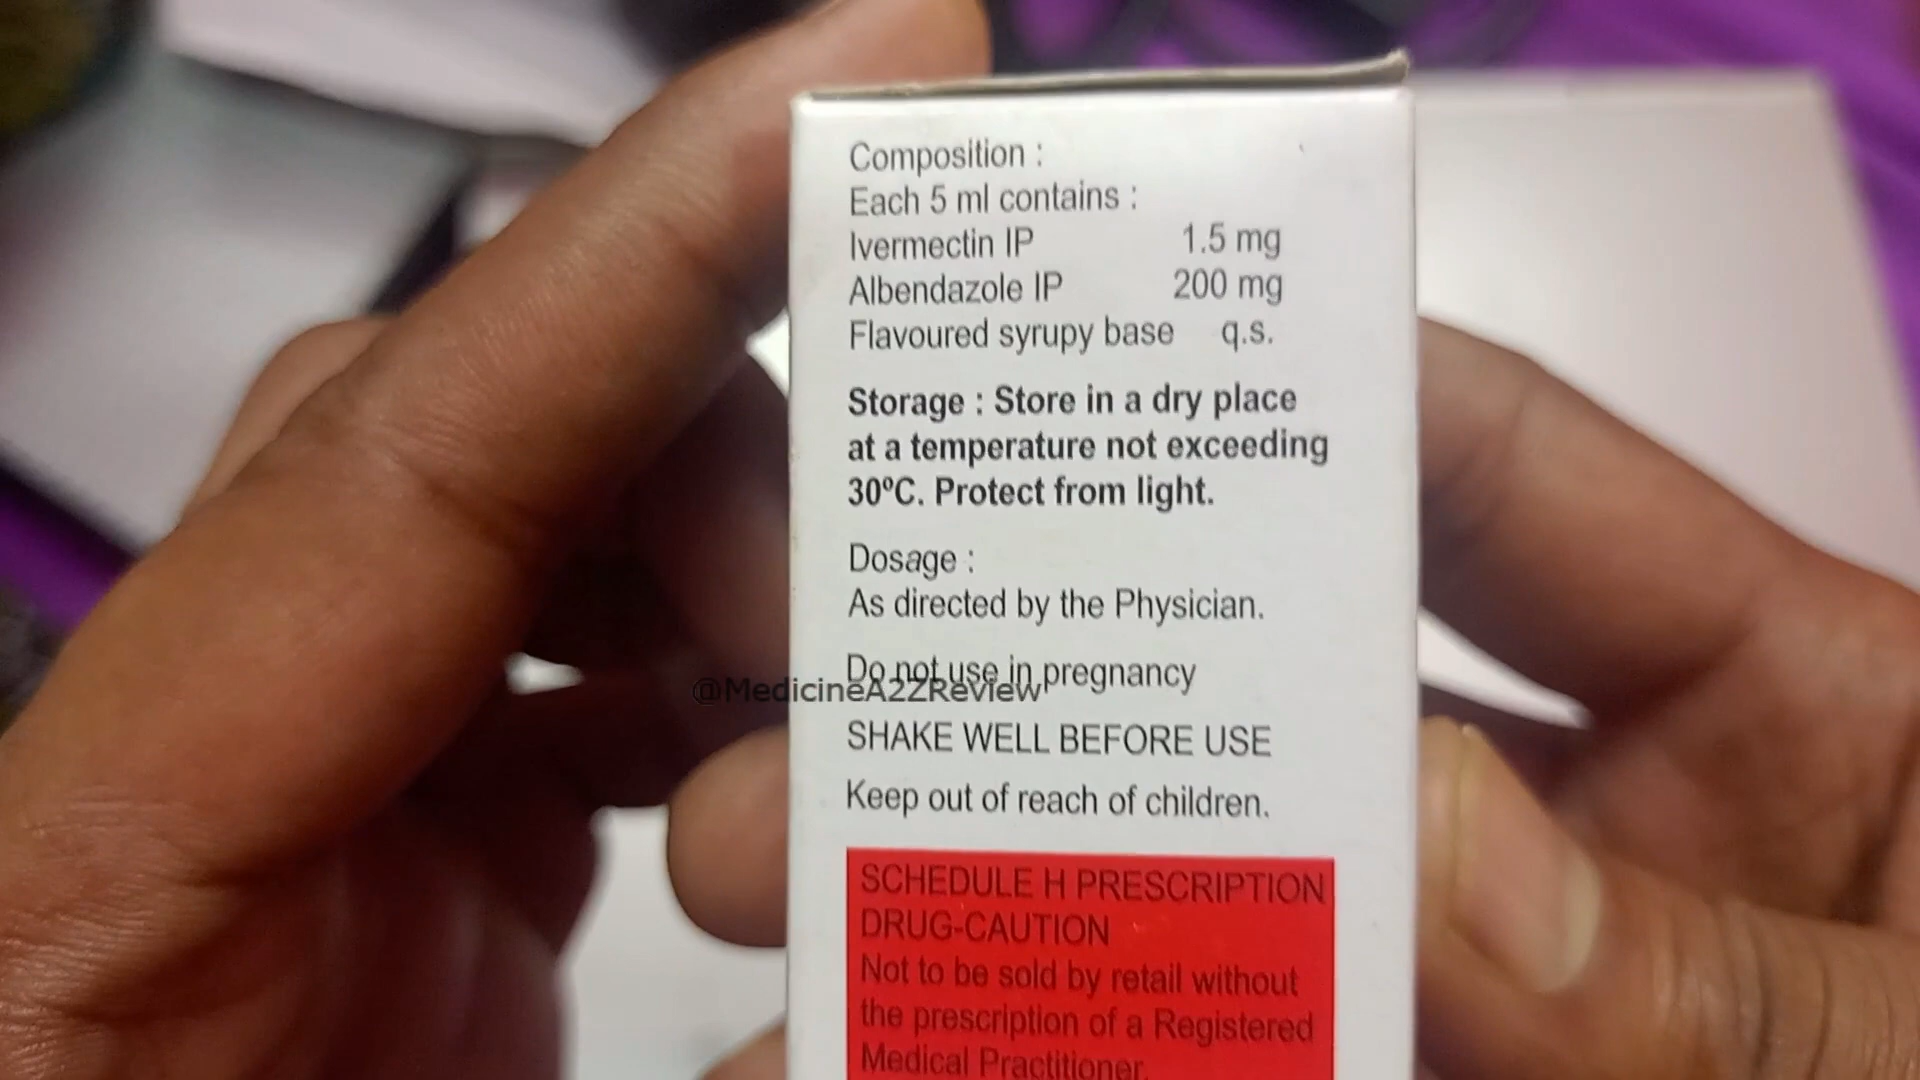 Composition :
Each 5 ml contains :
Ivermectin IP 1.5 mg
Albendazole IP 200 mg
Flavoured syrupy base q.s.
Storage : Store in a dry place
at a temperature not exceeding
30ºC. Protect from light.
Dosage :
As directed by the Physician.
Do not use in pregnancy
@MedicineA2ZReview
SHAKE WELL BEFORE USE
Keep out of reach of children.
SCHEDULE H PRESCRIPTION
DRUG-CAUTION
Not to be sold by retail without
the prescription of a Registered
Medical Practitioner.